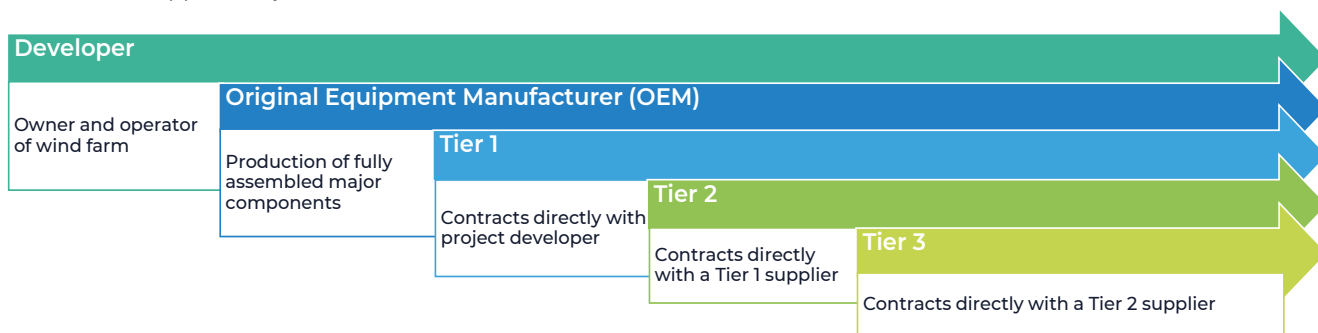 Developer
Owner and operator
of wind farm
Original Equipment Manufacturer (OEM)
Production of fully
assembled major
components
Tier 1
Contracts directly with
project developer
Tier 2
Contracts directly
with a Tier 1 supplier
Tier 3
Contracts directly with a Tier 2 supplier